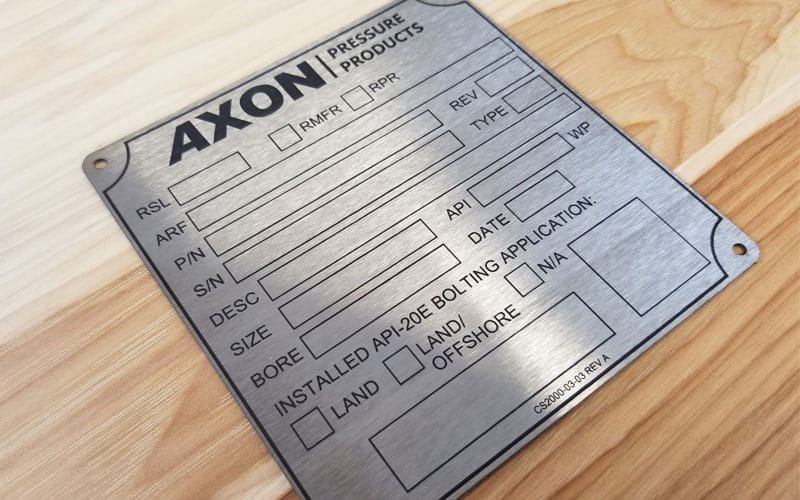 AXON PRESSURE
PRODUCTS
RSL RMFR RPR
ARF
P/N REV
S/N TYPE
DESC
SIZE API WP
BORE DATE
INSTALLED API-20E BOLTING APPLICATION:
LAND LAND/ N/A
OFFSHORE
CS2000-03-03 REV A